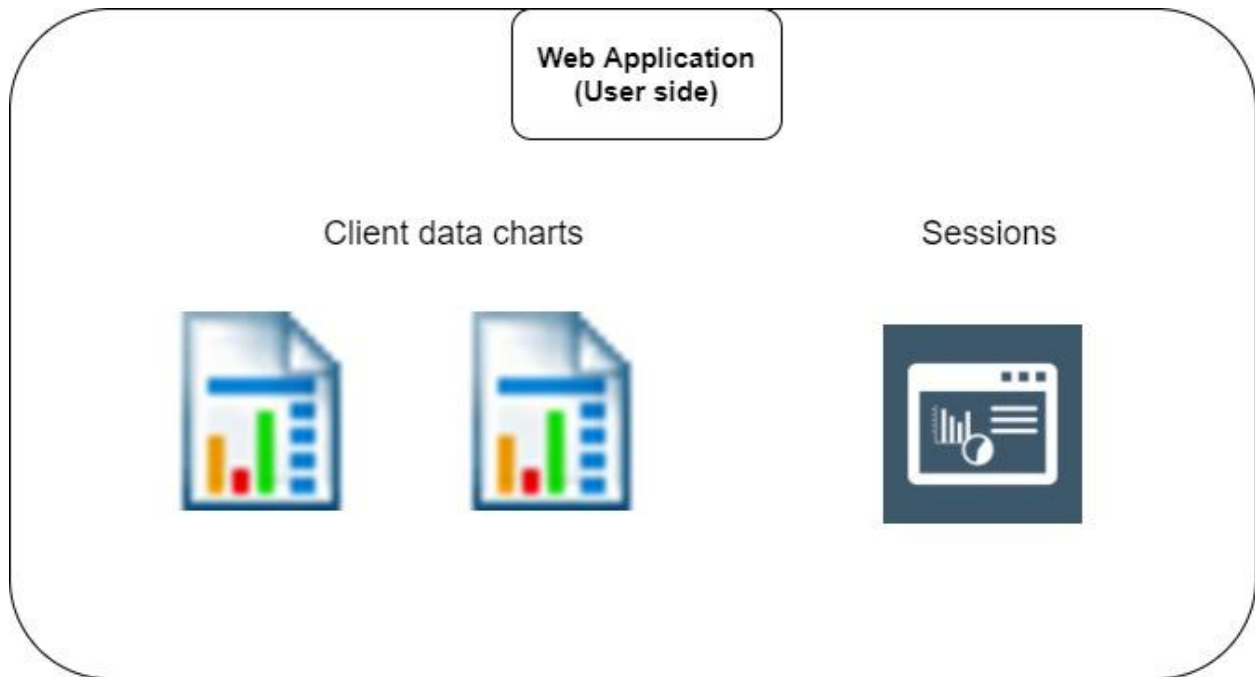 Web Application
(User side)
Client data charts
Sessions